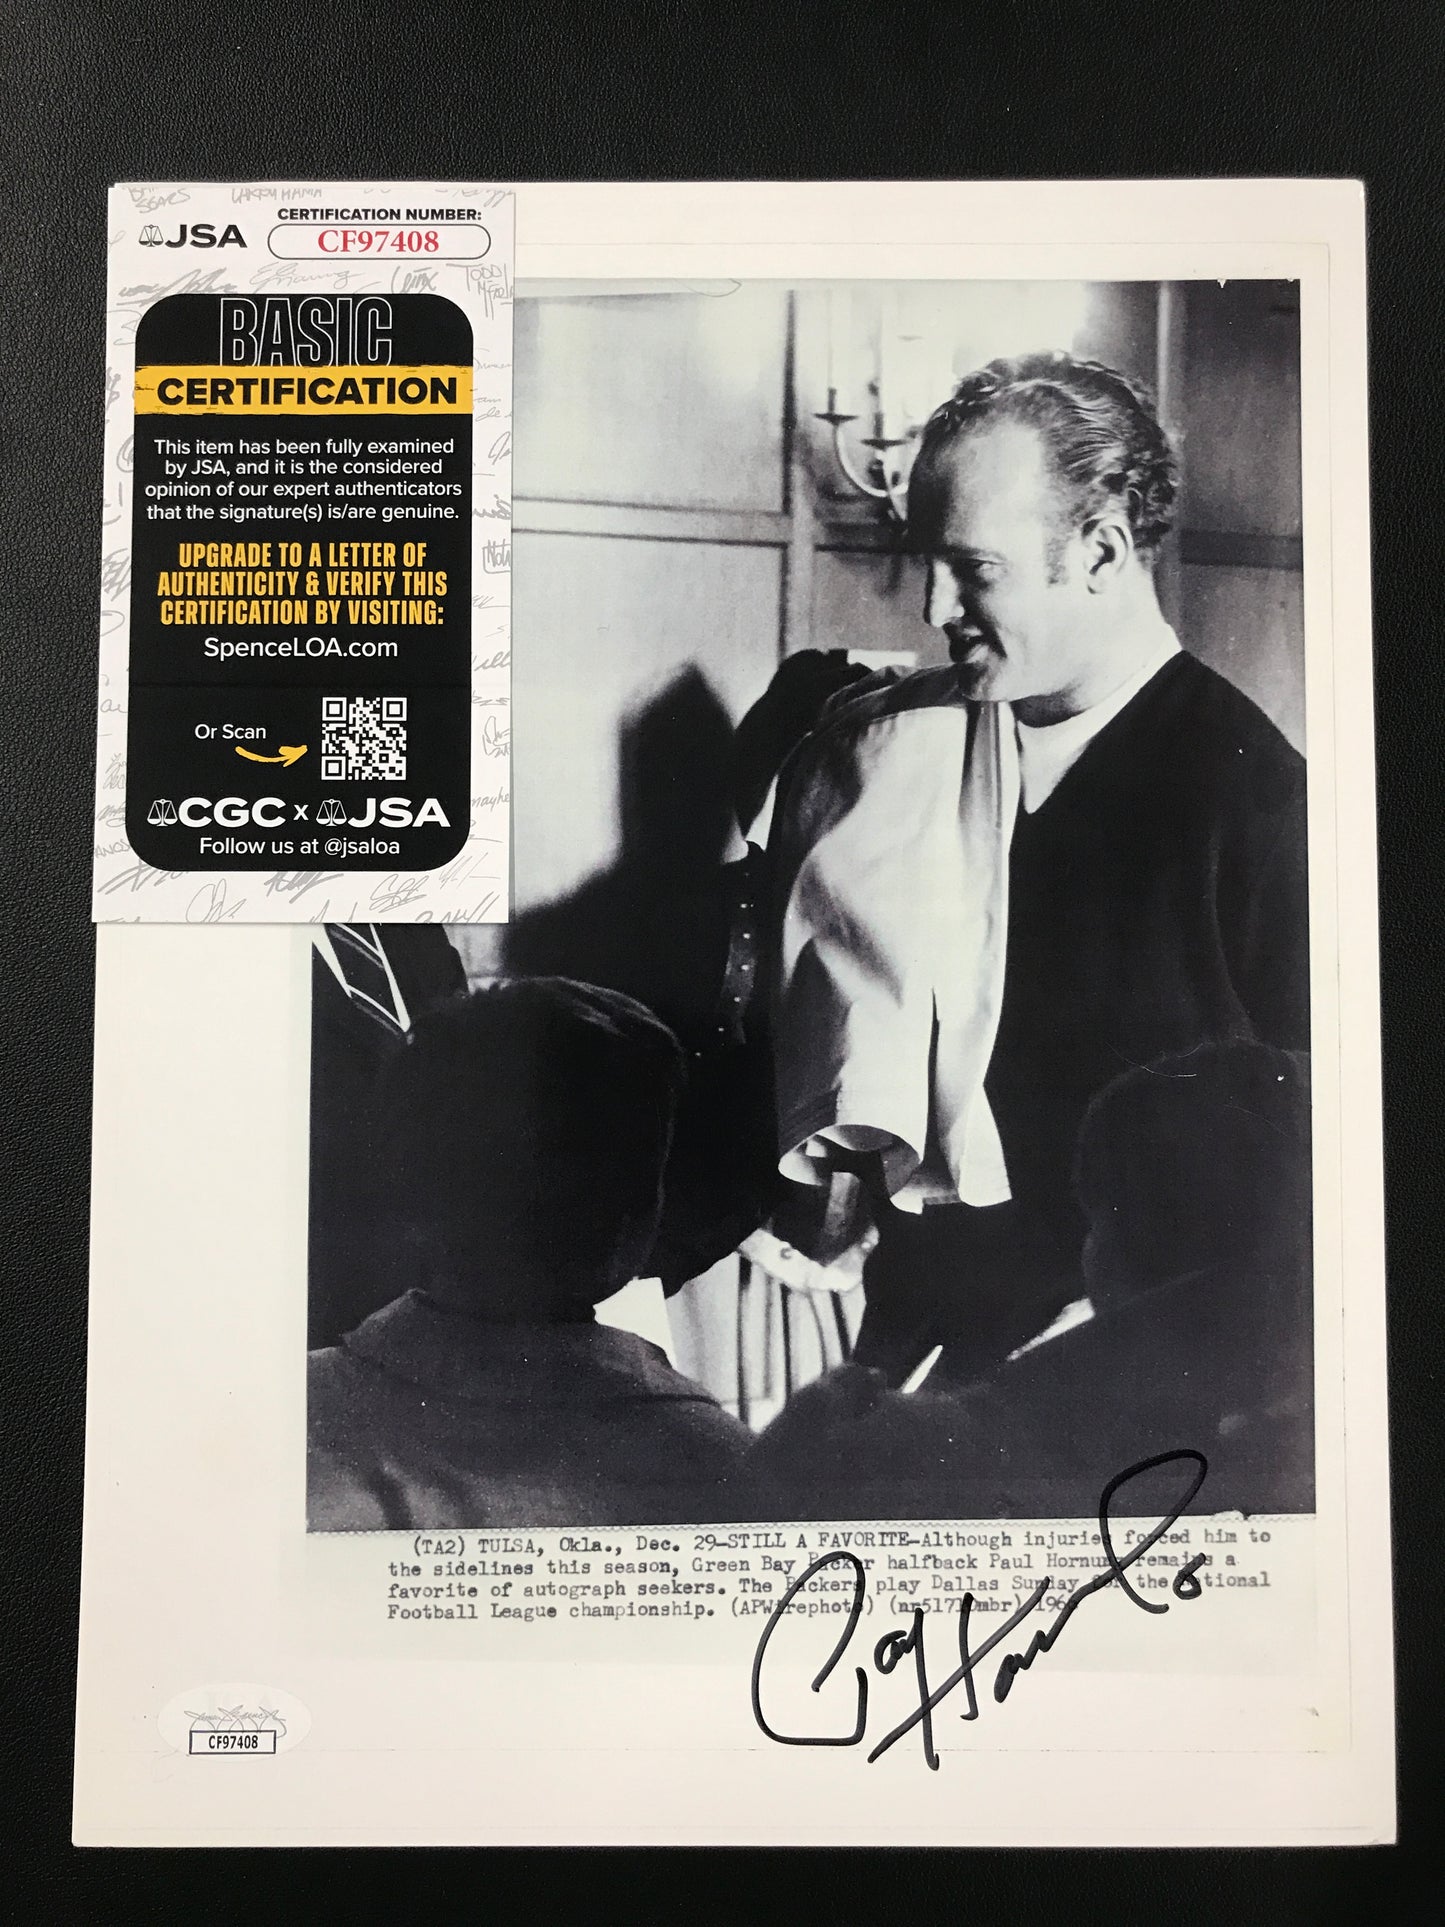 JSA
CERTIFICATION NUMBER:
CF97408
BASIC
CERTIFICATION
This item has been fully examined
by JSA, and it is the considered
opinion of our expert authenticators
that the signature(s) is/are genuine.
UPGRADE TO A LETTER OF
AUTHENTICITY & VERIFY THIS
CERTIFICATION BY VISITING:
SpenceLOA.com
Or Scan
CGC x JSA
Follow us at @jsaloa
(TA2) TULSA, Okla., Dec. 29-STILL A FAVORITE-Although injuries forced him to
the sidelines this season, Green Bay Packer halfback Paul Hornung remains a
favorite of autograph seekers. The Packers play Dallas Sunday for the National
Football League championship. (APWirephoto)
CF97408